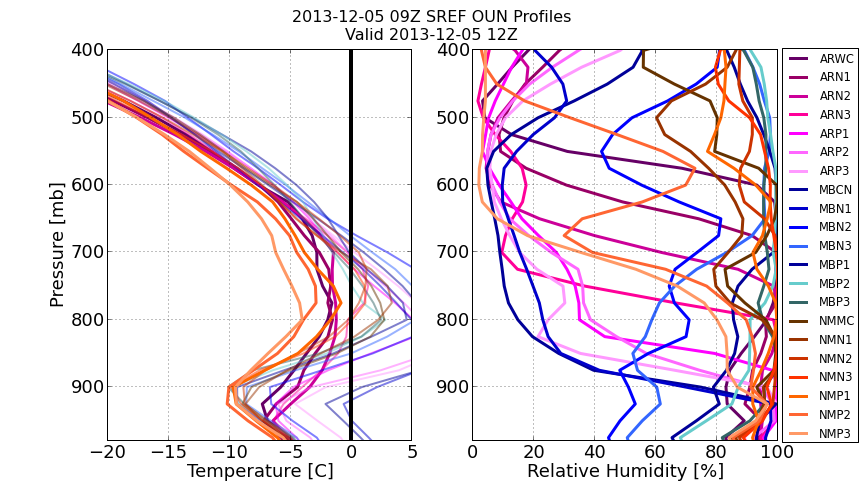 2013-12-05 09Z SREF OUN Profiles
Valid 2013-12-05 12Z
400
500
600
700
800
900
Pressure [mb]
−20
−15
−10
−5
0
5
Temperature [C]
400
500
600
700
800
900
0
20
40
60
80
100
Relative Humidity [%]
ARWC
ARN1
ARN2
ARN3
ARP1
ARP2
ARP3
MBCN
MBN1
MBN2
MBN3
MBP1
MBP2
MBP3
NMMC
NMN1
NMN2
NMN3
NMP1
NMP2
NMP3